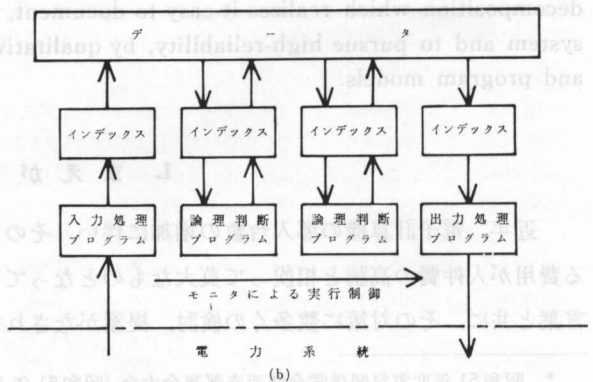 decomposition which realizes it easy to document,
system and to pursue high-reliability, by qualitative
and program models.
データ
インデックス インデックス インデックス インデックス
入力処理 論理判断 論理判断 出力処理
プログラム プログラム プログラム プログラム
モニタによる実行制御
電力系統
(b)